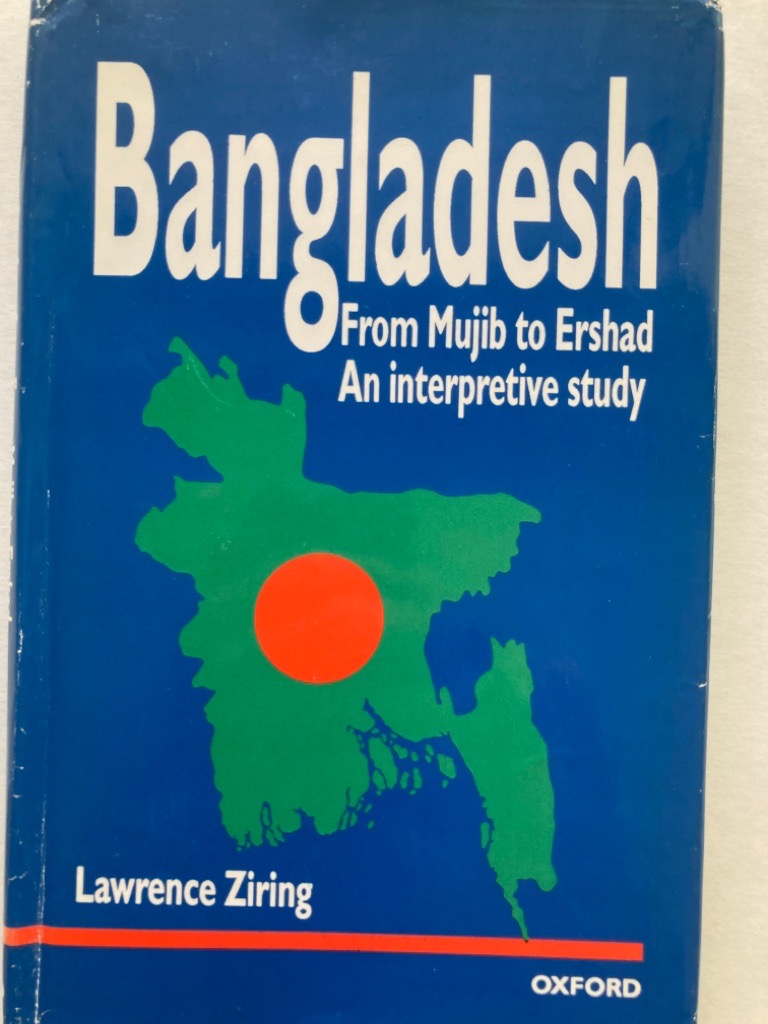 Bangladesh
From Mujib to Ershad
An interpretive study
Lawrence Ziring
OXFORD